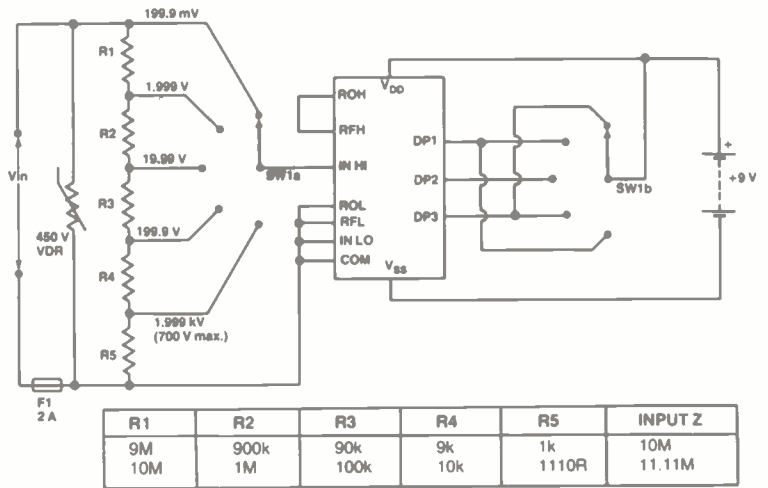 199.9 mV
R1
1.999 V
R2
19.99 V
R3
199.9 V
R4
1.999 kV
(700 V max.)
R5
Vin
450 V
VDR
F1
2 A
SW1a
VDD
ROH
RFH
IN HI
ROL
RFL
IN LO
COM
VSS
DP1
DP2
DP3
SW1b
+
+9 V
R1 R2 R3 R4 R5 INPUT Z
9M 900k 90k 9k 1k 10M
10M 1M 100k 10k 1110R 11.11M